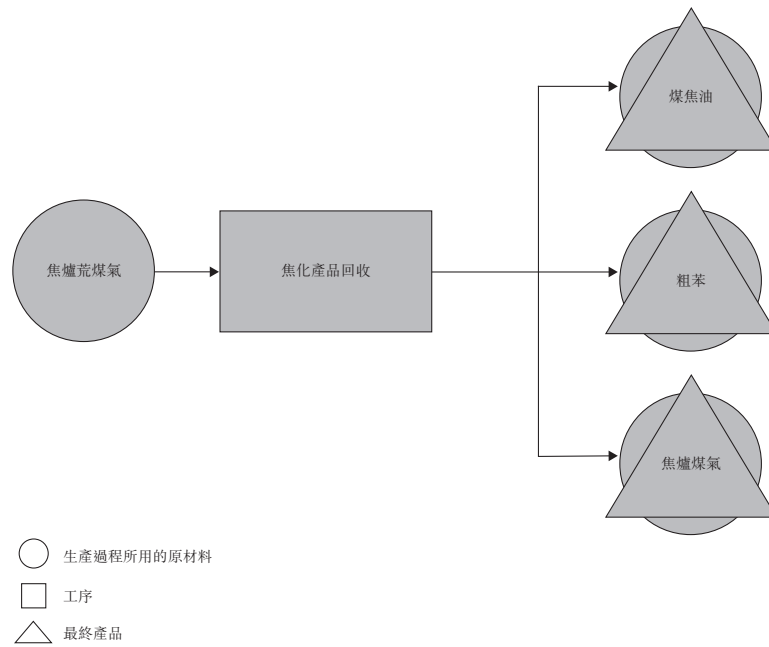 煤焦油
焦爐荒煤氣
焦化產品回收
粗苯
焦爐煤氣
生產過程所用的原材料
工序
最終產品